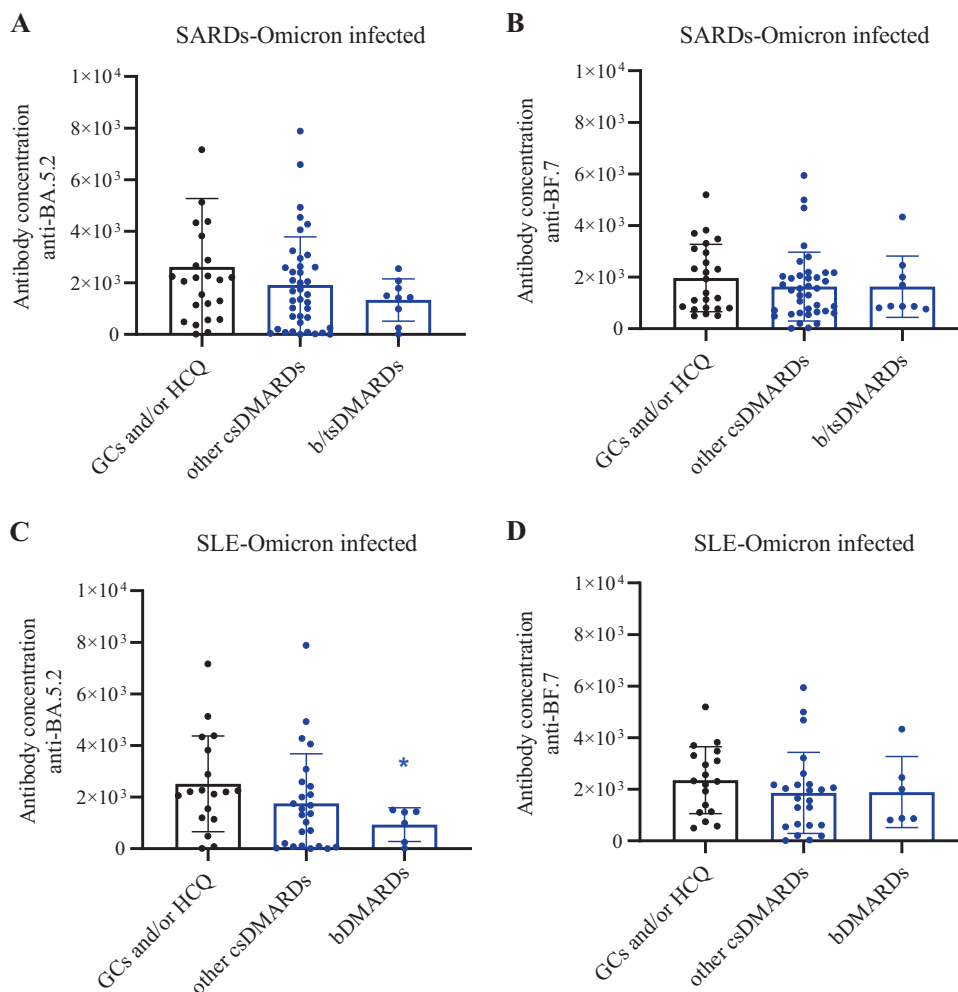 A
SARDs-Omicron infected
Antibody concentration
anti-BA.5.2
1×10⁴
8×10³
6×10³
4×10³
2×10³
0
GCs and/or HCQ
other csDMARDs
b/tsDMARDs
B
SARDs-Omicron infected
Antibody concentration
anti-BF.7
1×10⁴
8×10³
6×10³
4×10³
2×10³
0
GCs and/or HCQ
other csDMARDs
b/tsDMARDs
C
SLE-Omicron infected
Antibody concentration
anti-BA.5.2
1×10⁴
8×10³
6×10³
4×10³
2×10³
0
*
GCs and/or HCQ
other csDMARDs
bDMARDs
D
SLE-Omicron infected
Antibody concentration
anti-BF.7
1×10⁴
8×10³
6×10³
4×10³
2×10³
0
GCs and/or HCQ
other csDMARDs
bDMARDs